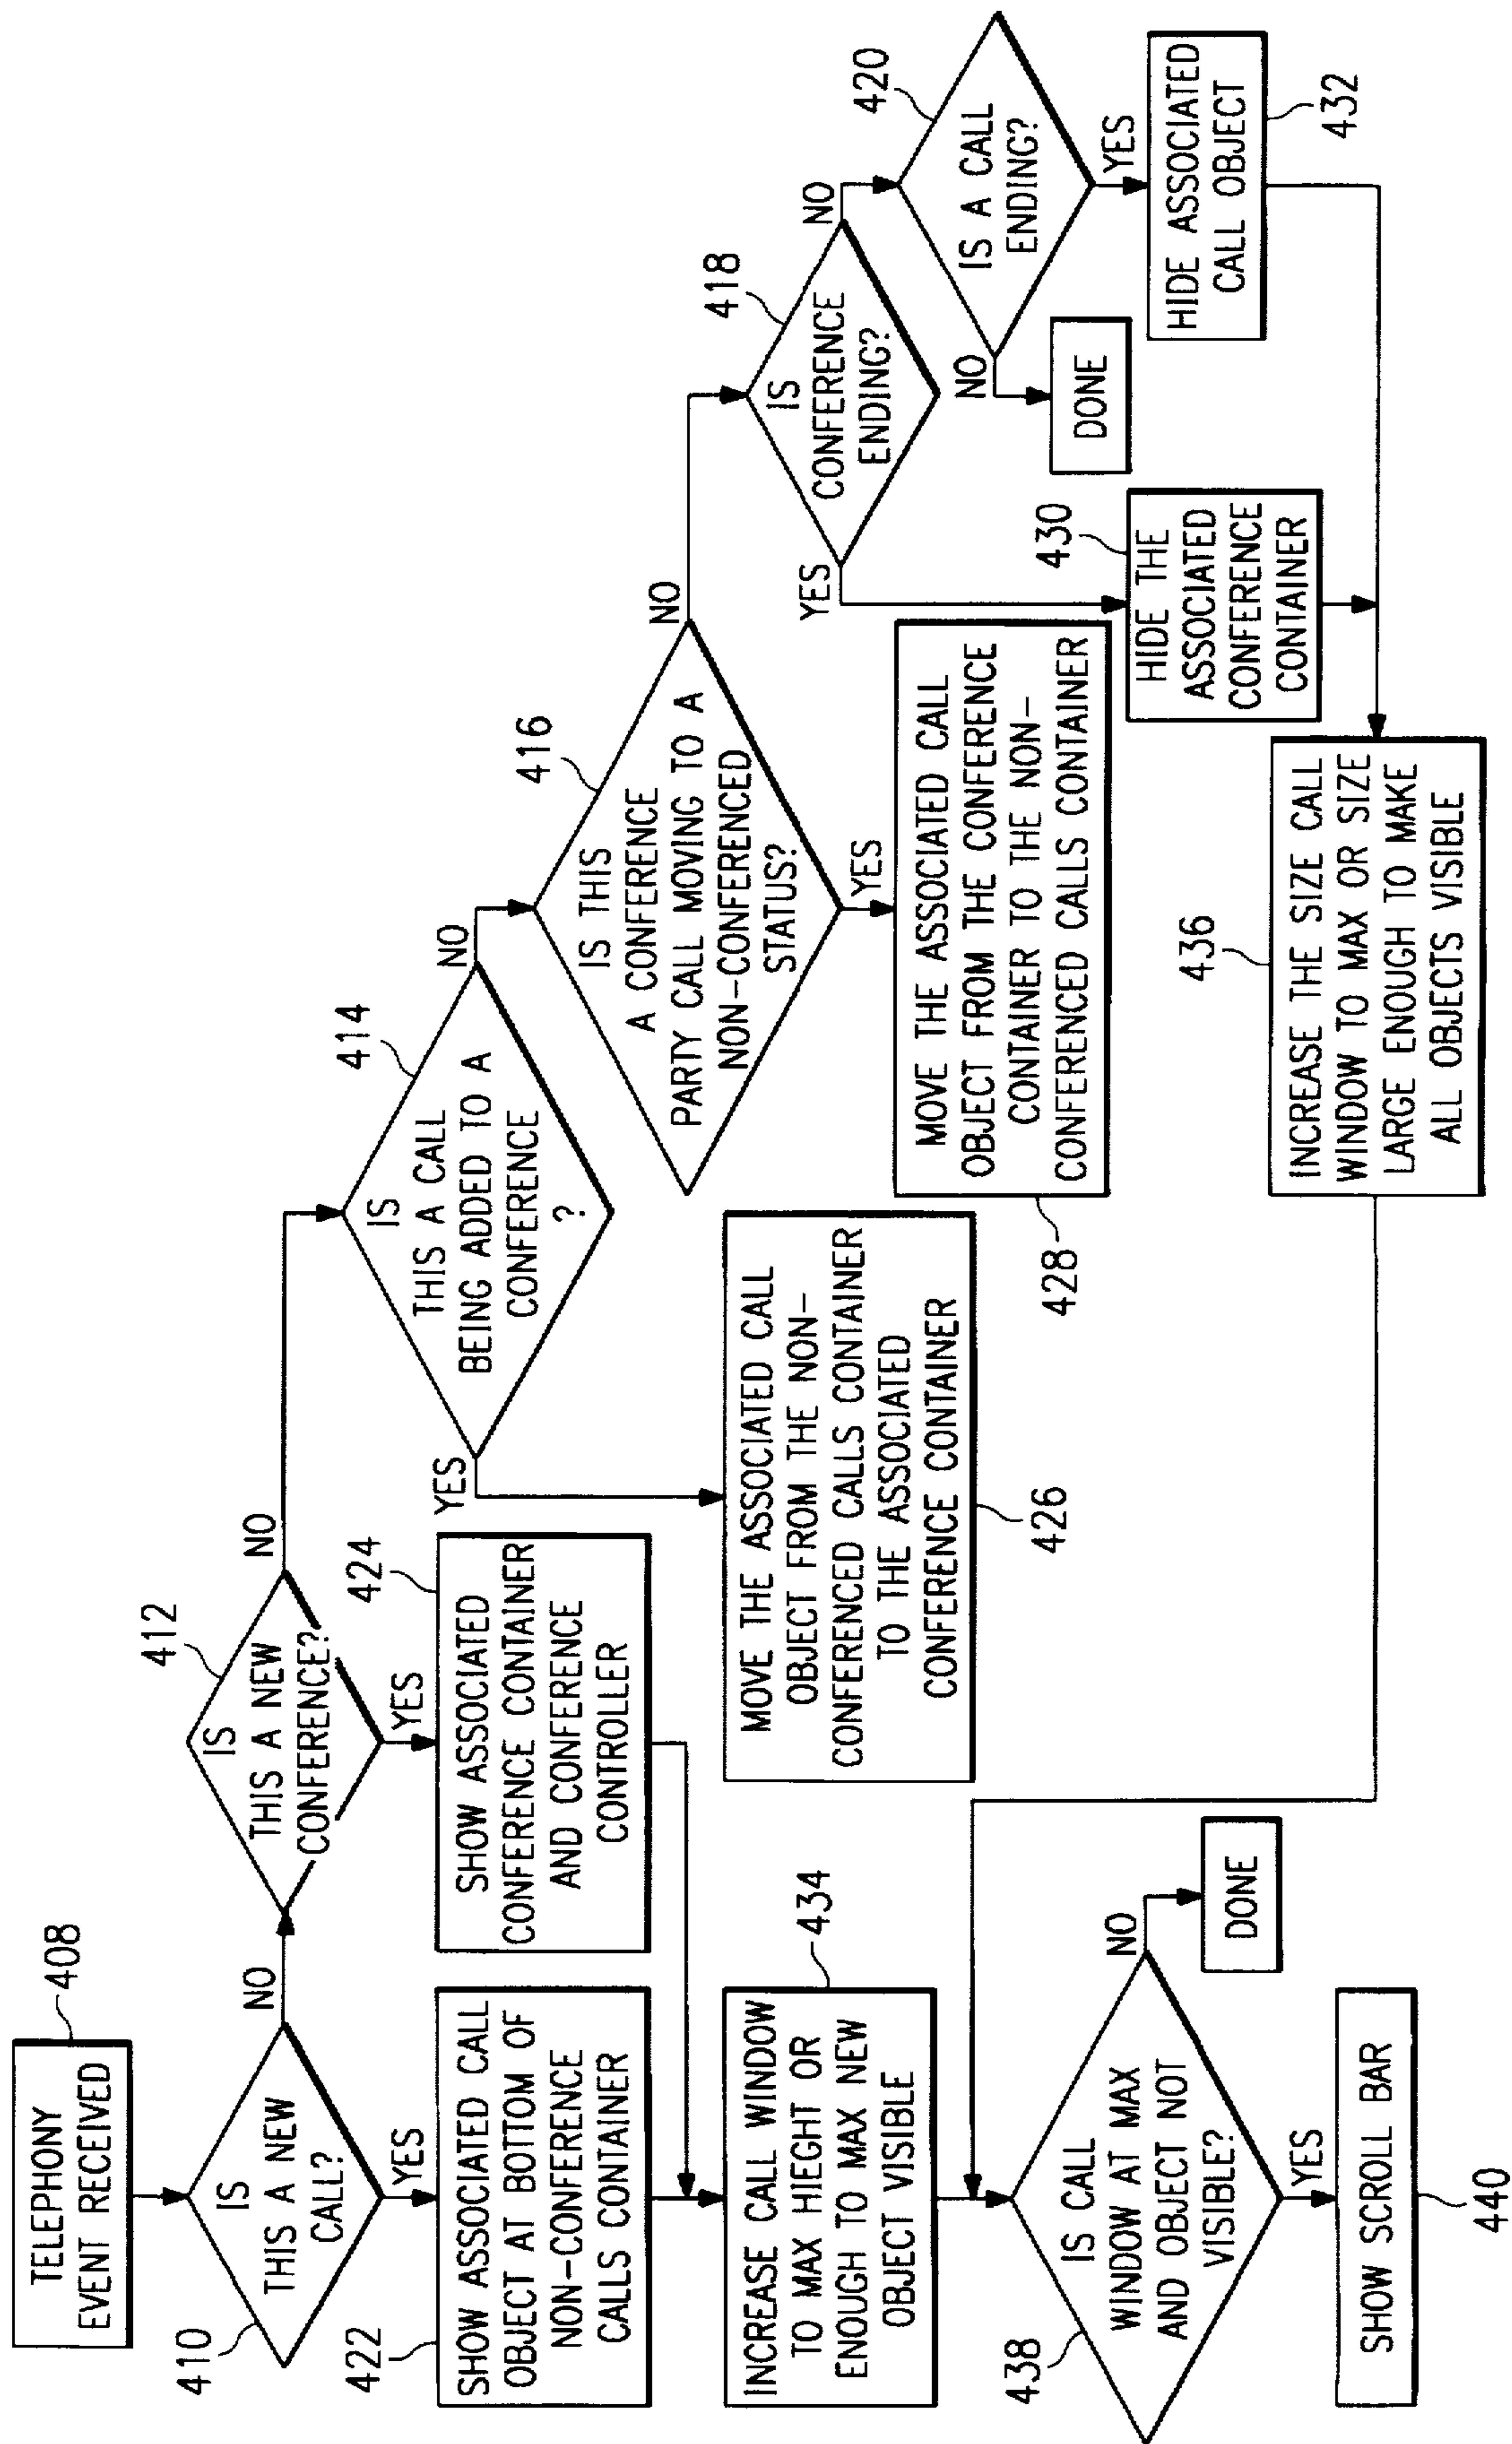 TELEPHONY
EVENT RECEIVED
408
IS
THIS A NEW
CALL?
410
NO
YES
IS
THIS A NEW
CONFERENCE?
412
NO
YES
IS
THIS A CALL
BEING ADDED TO A
CONFERENCE
?
414
NO
YES
IS THIS
A CONFERENCE
PARTY CALL MOVING TO A
NON-CONFERENCED
STATUS?
416
NO
YES
IS
CONFERENCE
ENDING?
418
NO
YES
IS A CALL
ENDING?
420
NO
YES
DONE
SHOW ASSOCIATED CALL
OBJECT AT BOTTOM OF
NON-CONFERENCE
CALLS CONTAINER
422
SHOW ASSOCIATED
CONFERENCE CONTAINER
AND CONFERENCE
CONTROLLER
424
MOVE THE ASSOCIATED CALL
OBJECT FROM THE NON-
CONFERENCED CALLS CONTAINER
TO THE ASSOCIATED
CONFERENCE CONTAINER
426
MOVE THE ASSOCIATED CALL
OBJECT FROM THE CONFERENCE
CONTAINER TO THE NON-
CONFERENCED CALLS CONTAINER
428
HIDE THE
ASSOCIATED
CONFERENCE
CONTAINER
430
HIDE ASSOCIATED
CALL OBJECT
432
INCREASE CALL WINDOW
TO MAX HIEGHT OR
ENOUGH TO MAX NEW
OBJECT VISIBLE
434
INCREASE THE SIZE CALL
WINDOW TO MAX OR SIZE
LARGE ENOUGH TO MAKE
ALL OBJECTS VISIBLE
436
IS CALL
WINDOW AT MAX
AND OBJECT NOT
VISIBLE?
438
NO
YES
DONE
SHOW SCROLL BAR
440